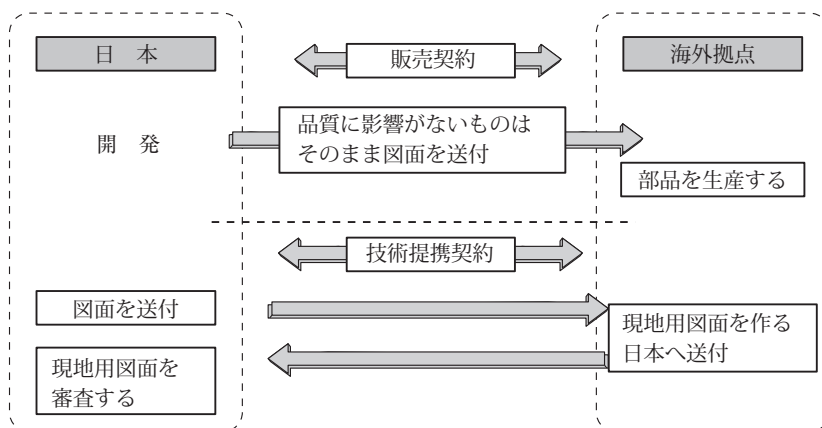 日 本
販売契約
海外拠点
開 発
品質に影響がないものは
そのまま図面を送付
部品を生産する
技術提携契約
図面を送付
現地用図面を作る
日本へ送付
現地用図面を
審査する